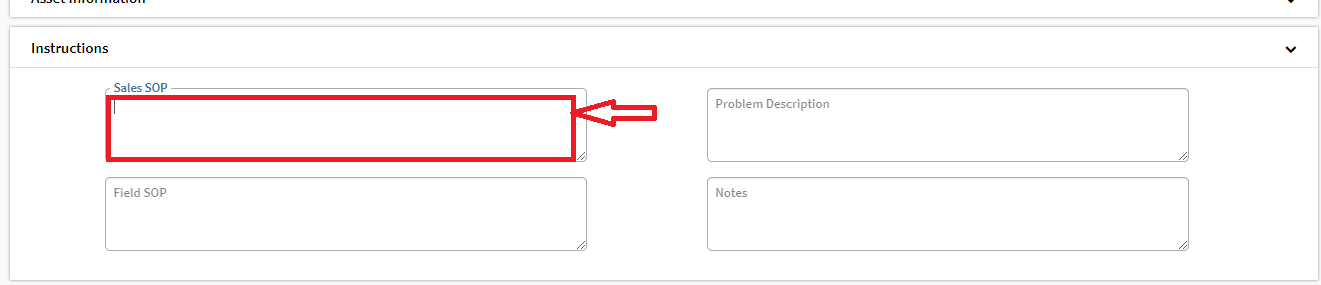 Asset Information
Instructions
Sales SOP
Problem Description
Field SOP
Notes